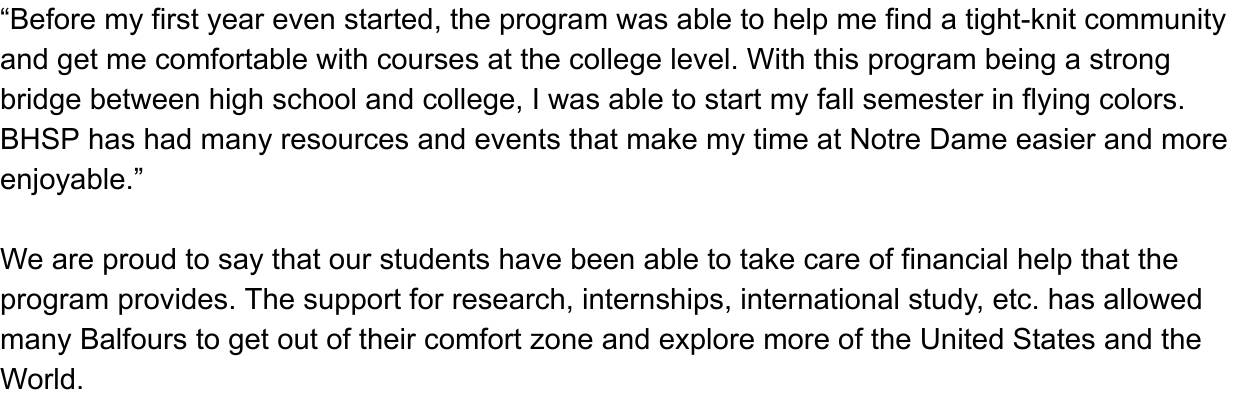 “Before my first year even started, the program was able to help me find a tight-knit community
and get me comfortable with courses at the college level. With this program being a strong
bridge between high school and college, I was able to start my fall semester in flying colors.
BHSP has had many resources and events that make my time at Notre Dame easier and more
enjoyable.”
We are proud to say that our students have been able to take care of financial help that the
program provides. The support for research, internships, international study, etc. has allowed
many Balfours to get out of their comfort zone and explore more of the United States and the
World.